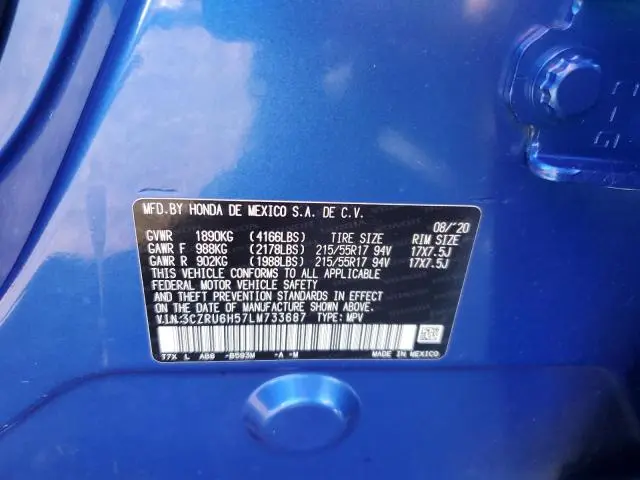 MFD.BY HONDA DE MEXICO S.A. DE C.V.
08/'20
GVWR 1890KG (4166LBS) TIRE SIZE RIM SIZE
GAWR F 988KG (2178LBS) 215/55R17 94V 17X7.5J
GAWR R 902KG (1988LBS) 215/55R17 94V 17X7.5J
THIS VEHICLE CONFORMS TO ALL APPLICABLE
FEDERAL MOTOR VEHICLE SAFETY
AND THEFT PREVENTION STANDARDS IN EFFECT
ON THE DATE OF MANUFACTURE SHOWN ABOVE.
V.I.N.:3CZRU6H57LM733687 TYPE: MPV
T7X L ABS -B593M -A -M MADE IN MEXICO